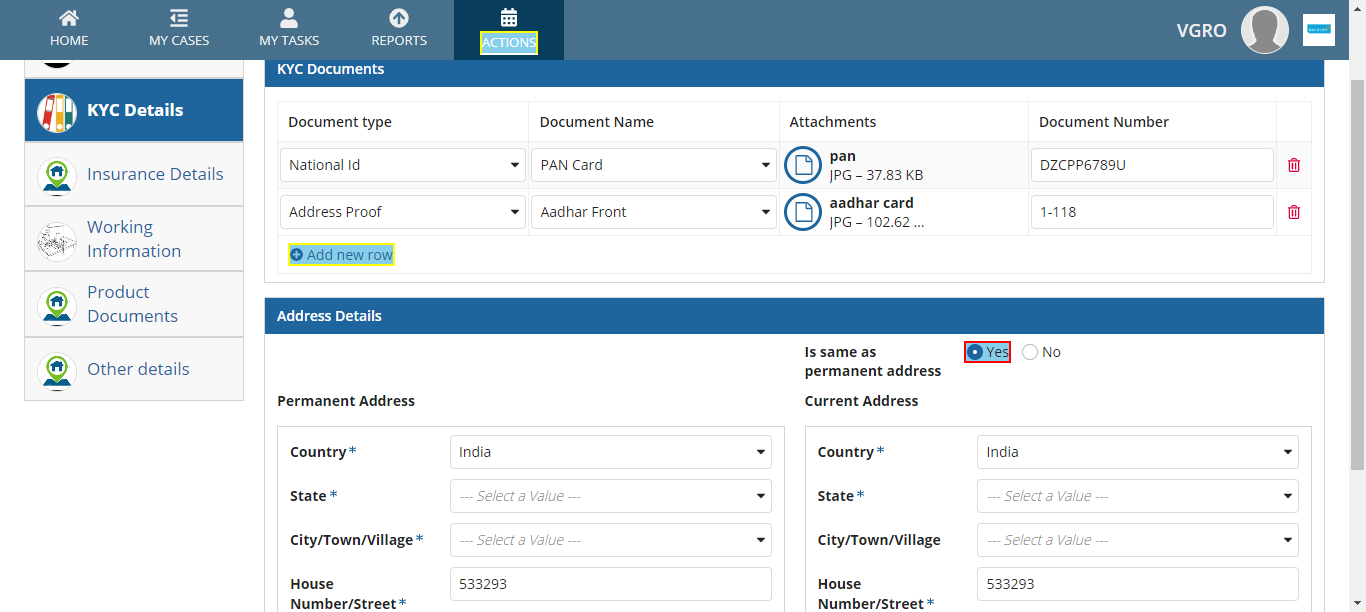 HOME
MY CASES
MY TASKS
REPORTS
ACTIONS
VGRO
KYC Details
Insurance Details
Working
Information
Product
Documents
Other details
KYC Documents
Document type
Document Name
Attachments
Document Number
National Id
PAN Card
pan
JPG – 37.83 KB
DZCPP6789U
Address Proof
Aadhar Front
aadhar card
JPG – 102.62 ...
1-118
Add new row
Address Details
Is same as
permanent address
Yes
No
Permanent Address
Country *
India
State *
--- Select a Value ---
City/Town/Village *
--- Select a Value ---
House
Number/Street *
533293
Current Address
Country *
India
State *
--- Select a Value ---
City/Town/Village
--- Select a Value ---
House
Number/Street *
533293